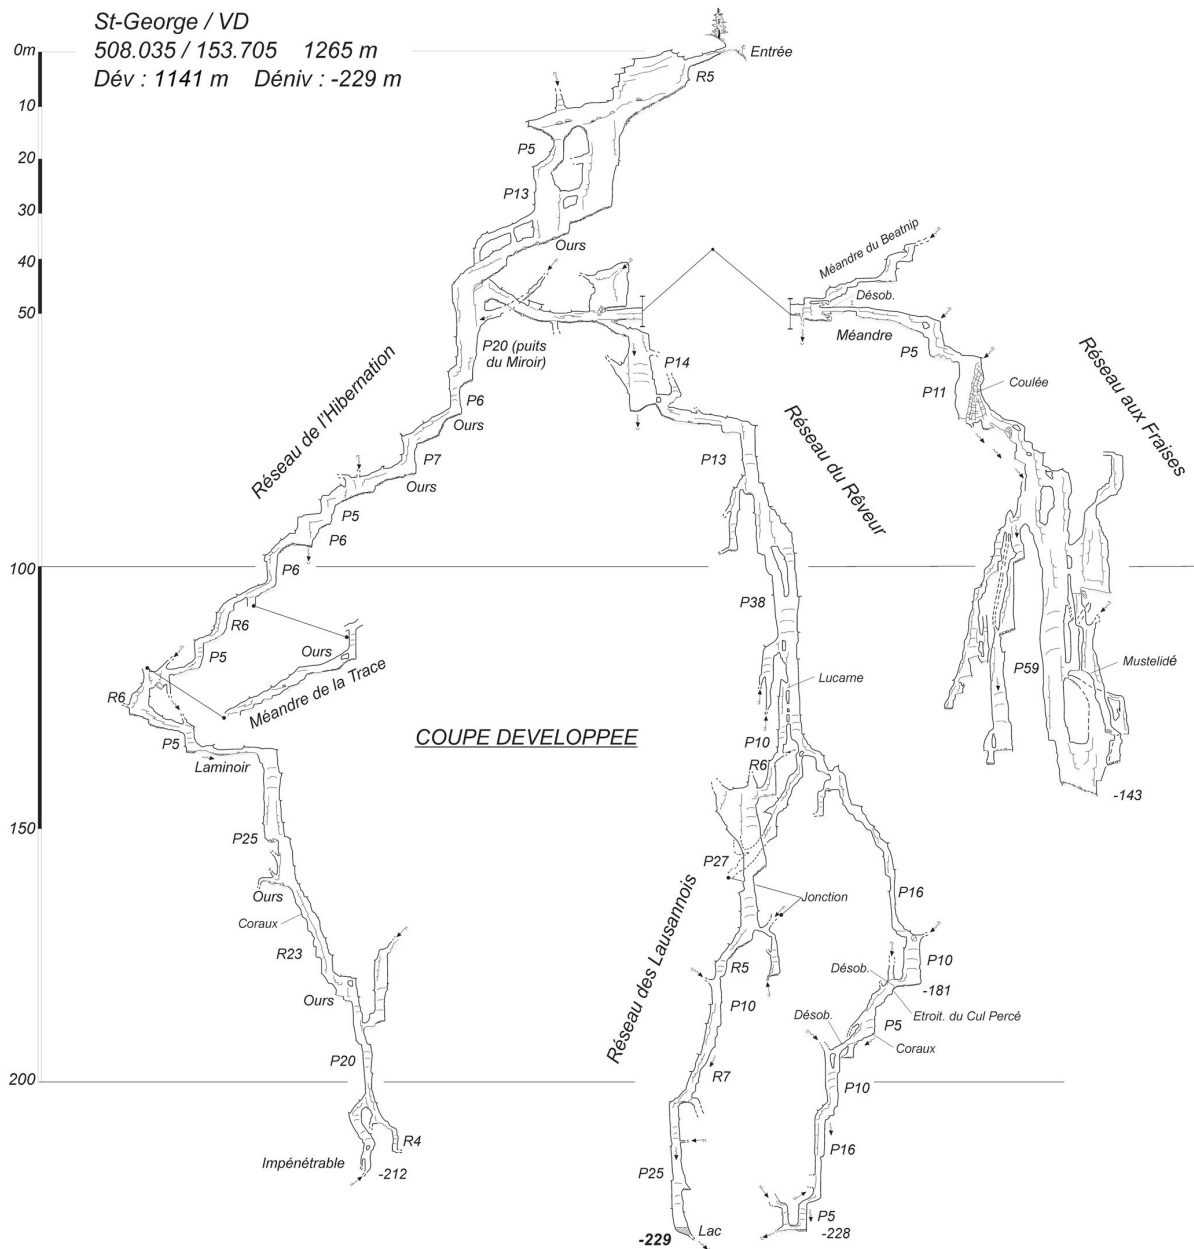 St-George / VD
508.035 / 153.705 1265 m
Dév : 1141 m Déniv : -229 m
0m
10
20
30
40
50
100
150
200
Entrée
R5
P5
P13
Ours
P20 (puits
du Miroir)
P6
Ours
P7
Ours
P5
P6
P6
R6
P5
Réseau de l'Hibernation
Ours
Méandre de la Trace
R6
P5
Laminoir
P25
Ours
Coraux
R23
Ours
P20
R4
Impénétrable
-212
COUPE DEVELOPPEE
P14
P13
Réseau du Rêveur
P38
Lucarne
P10
R6
P27
Jonction
Réseau des Lausannois
R5
P10
R7
P25
Lac
-229
P16
P10
-181
Désob.
Etroit. du Cul Percé
P5
Désob.
Coraux
P10
P16
P5
-228
Méandre du Beatnip
Désob.
Méandre
P5
P11
Coulée
Réseau aux Fraises
P59
Mustelidé
-143